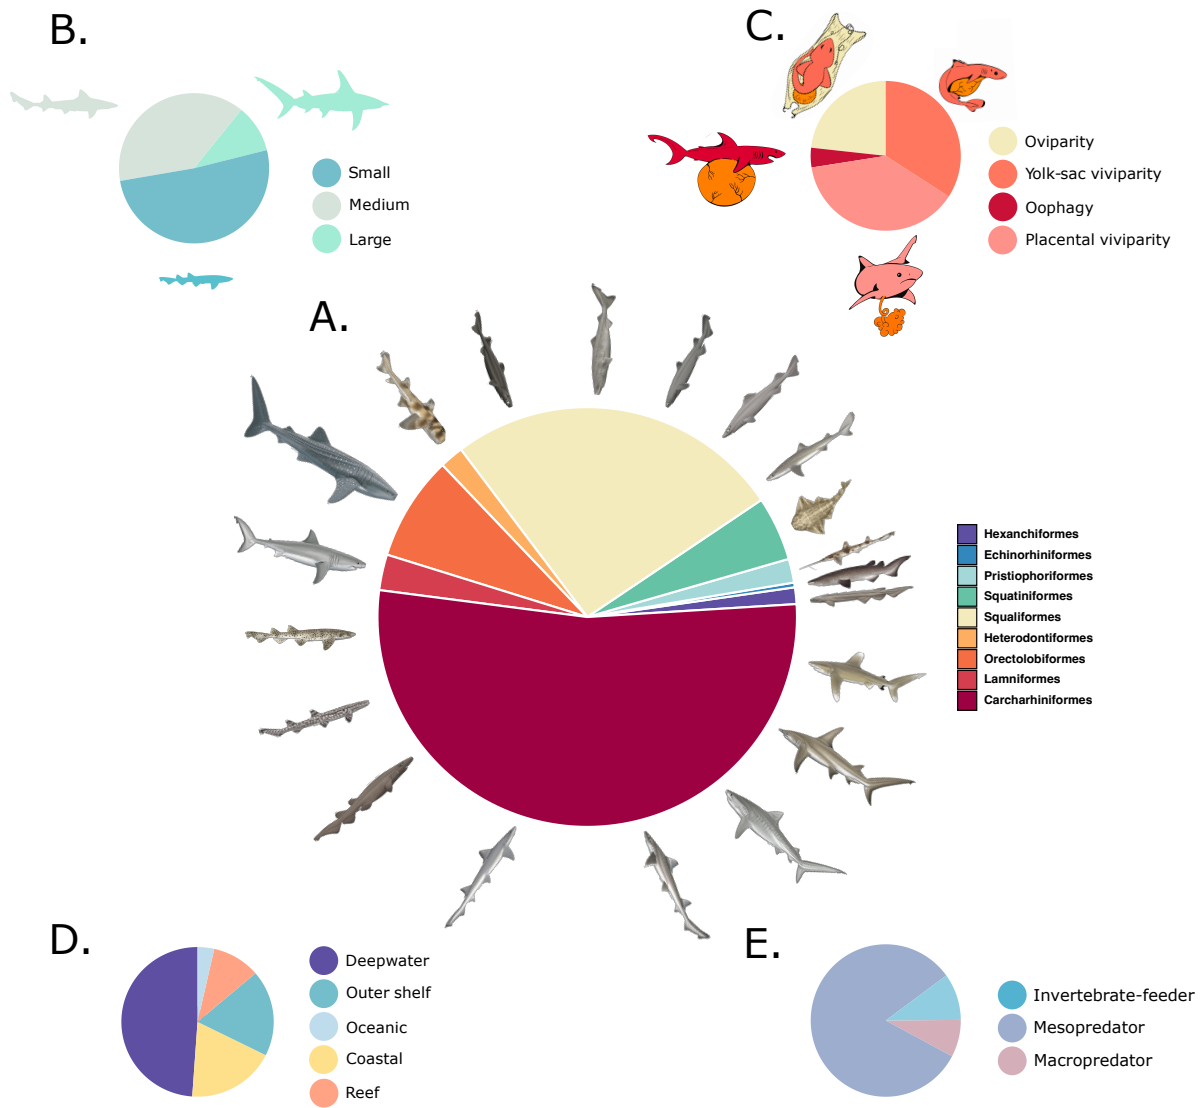 B.
C.
Small
Medium
Large
Oviparity
Yolk-sac viviparity
Oophagy
Placental viviparity
A.
Hexanchiformes
Echinorhiniformes
Pristiophoriformes
Squatiniformes
Squaliformes
Heterodontiformes
Orectolobiformes
Lamniformes
Carcharhiniformes
D.
Deepwater
Outer shelf
Oceanic
Coastal
Reef
E.
Invertebrate-feeder
Mesopredator
Macropredator